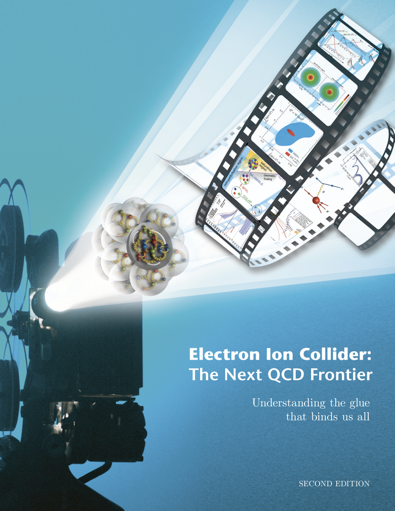 Electron Ion Collider:
The Next QCD Frontier
Understanding the glue
that binds us all
SECOND EDITION